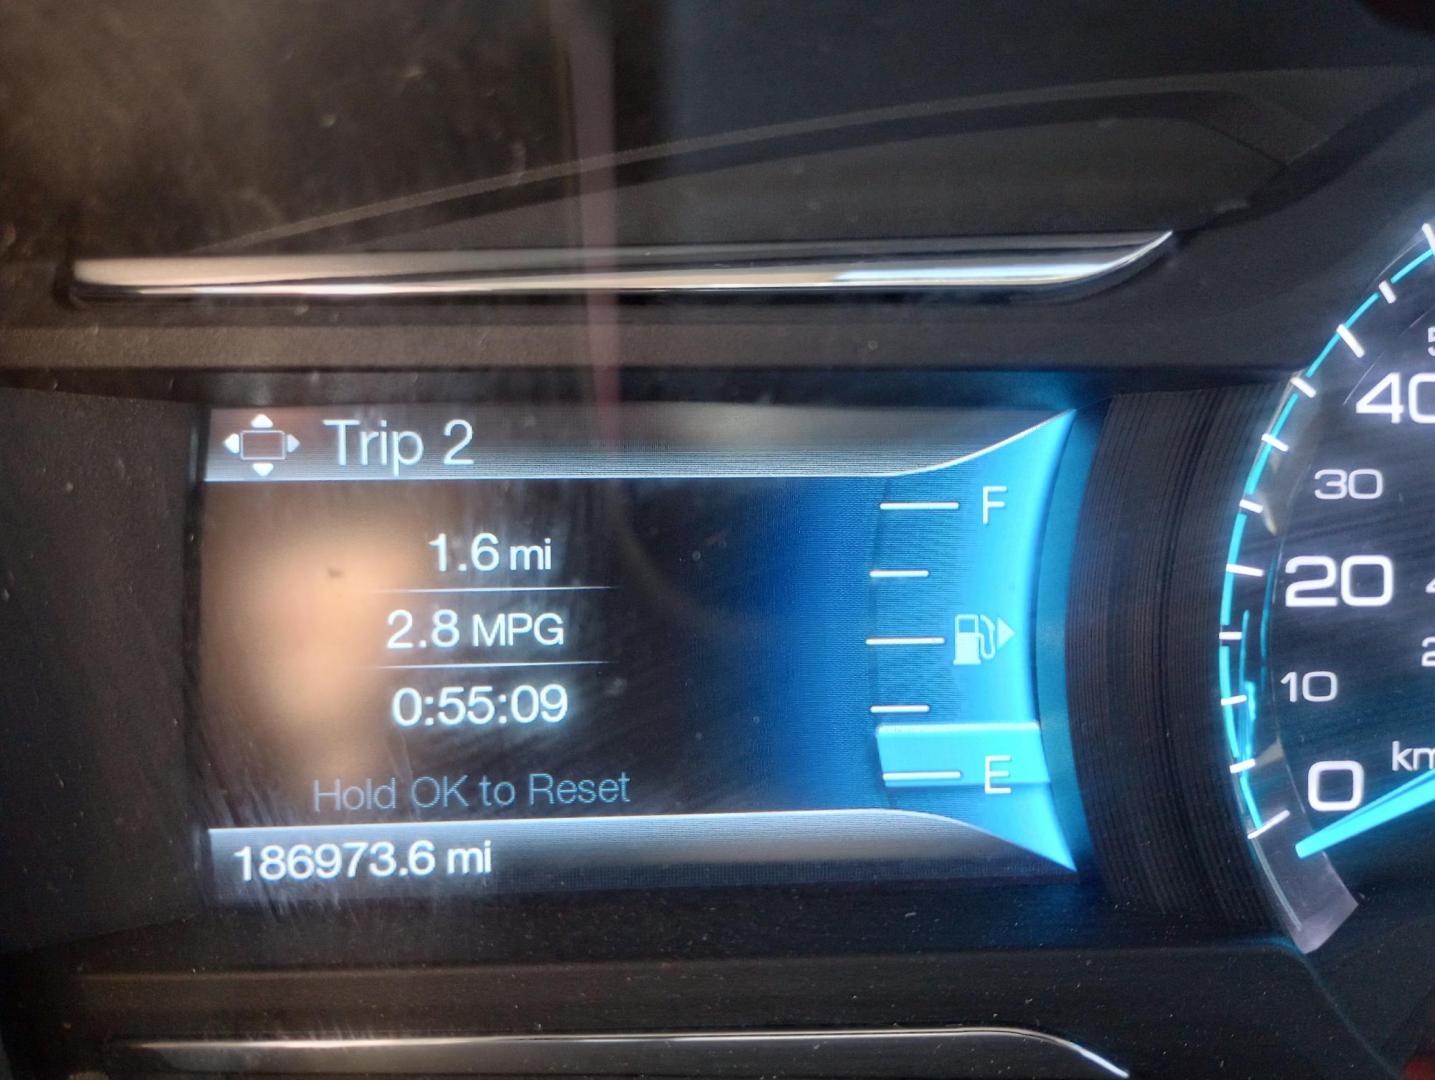 Trip 2
1.6 mi
2.8 MPG
0:55:09
Hold OK to Reset
186973.6 mi
F
E
40
30
20
10
0